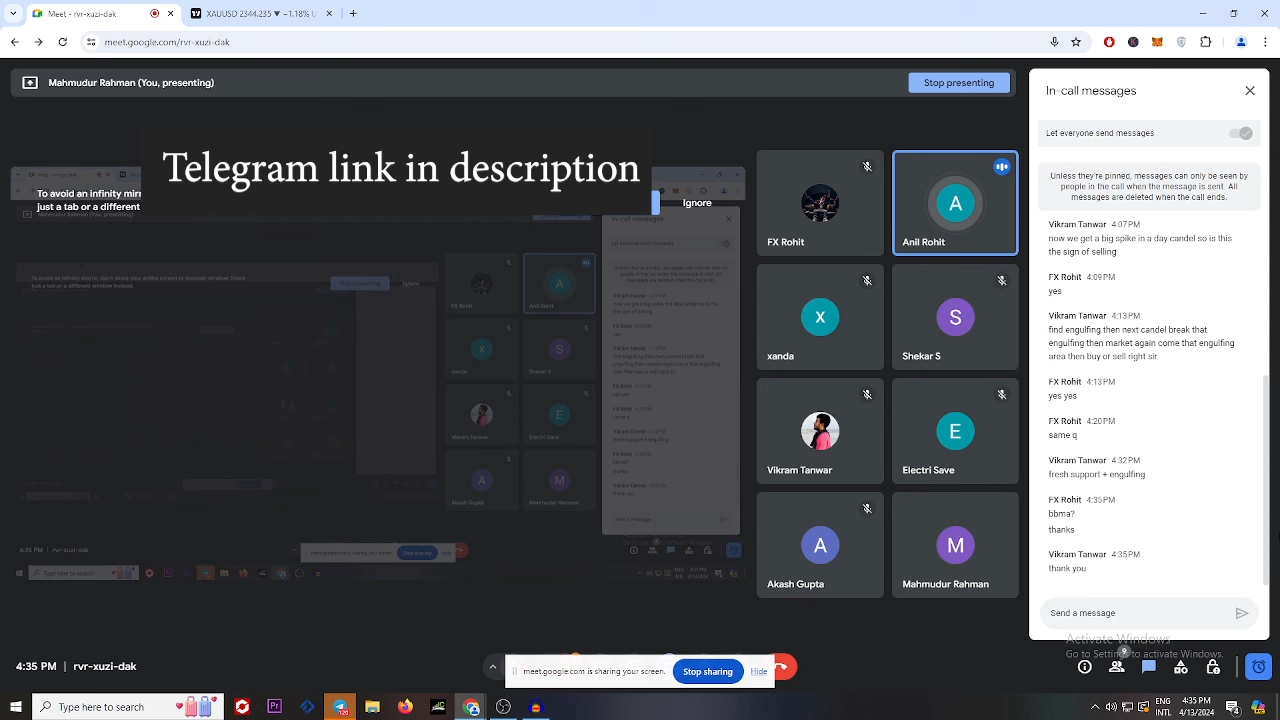 Meet - rvr-xuzi-dak
XAUUSD 2344.235 ▼ −1.18% U
meet.google.com/rvr-xuzi-dak
Mahmudur Rahman (You, presenting)
Stop presenting
Telegram link in description
To avoid an infinity mirr
just a tab or a different
Ignore
FX Rohit
Anil Rohit
xanda
Shekar S
Vikram Tanwar
Electri Save
Akash Gupta
Mahmudur Rahman
In-call messages
Let everyone send messages
Unless they're pinned, messages can only be seen by
people in the call when the message is sent. All
messages are deleted when the call ends.
Vikram Tanwar 4:07 PM
now we get a big spike in a day candel so is this
the sign of selling
FX Rohit 4:09 PM
yes
Vikram Tanwar 4:13 PM
find engulfing then next candel break that
engulfing then market again come that engulfing
area then buy or sell right sir
FX Rohit 4:13 PM
yes yes
FX Rohit 4:20 PM
same q
Vikram Tanwar 4:32 PM
fresh support + engulfing
FX Rohit 4:35 PM
bbma?
thanks
Vikram Tanwar 4:35 PM
thank you
Send a message
Activate Windows
Go to Setting to activate Windows.
9
4:35 PM | rvr-xuzi-dak
meet.google.com is sharing your screen.
Stop sharing
Hide
Type here to search
ENG
4:35 PM
4/13/2024